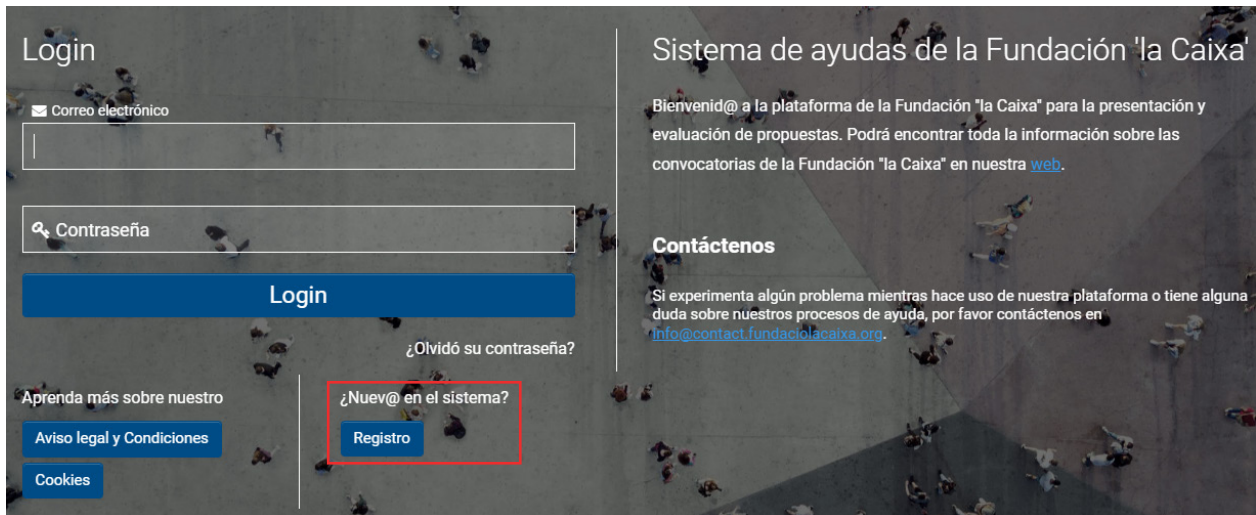 Login
Correo electrónico
Contraseña
Login
¿Olvidó su contraseña?
Aprenda más sobre nuestro
Aviso legal y Condiciones
Cookies
¿Nuev@ en el sistema?
Registro
Sistema de ayudas de la Fundación 'la Caixa'
Bienvenid@ a la plataforma de la Fundación "la Caixa" para la presentación y
evaluación de propuestas. Podrá encontrar toda la información sobre las
convocatorias de la Fundación "la Caixa" en nuestra web.
Contáctenos
Si experimenta algún problema mientras hace uso de nuestra plataforma o tiene alguna
duda sobre nuestros procesos de ayuda, por favor contáctenos en
info@contact.fundaciolacaixa.org.